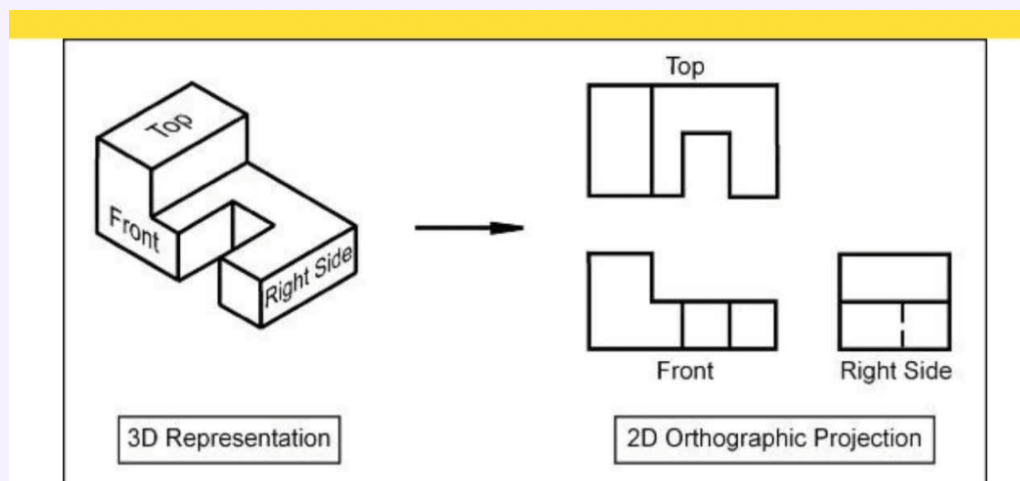 Top
Top
Front
Right Side
Front
Right Side
3D Representation
2D Orthographic Projection